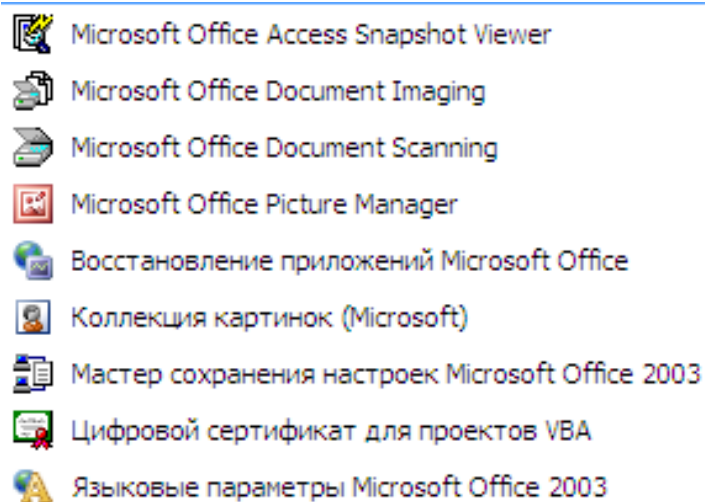 Microsoft Office Access Snapshot Viewer
Microsoft Office Document Imaging
Microsoft Office Document Scanning
Microsoft Office Picture Manager
Восстановление приложений Microsoft Office
Коллекция картинок (Microsoft)
Мастер сохранения настроек Microsoft Office 2003
Цифровой сертификат для проектов VBA
Языковые параметры Microsoft Office 2003